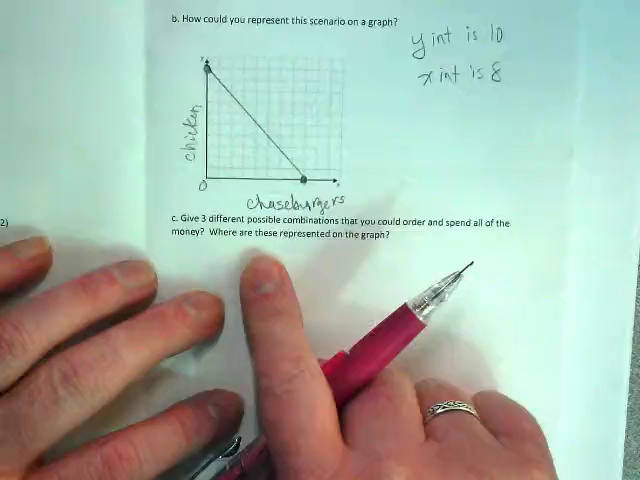 b. How could you represent this scenario on a graph?
y int is 10
x int is 8
y
chicken
0
x
cheseburgers
c. Give 3 different possible combinations that you could order and spend all of the
money? Where are these represented on the graph?
2)